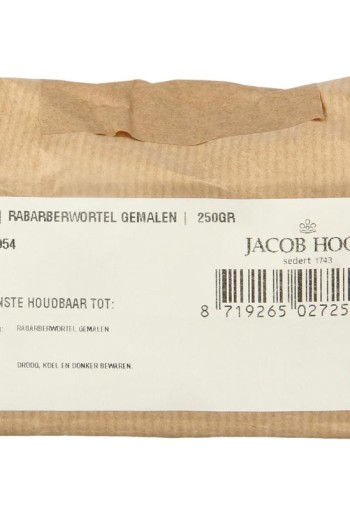 | RABARBERWORTEL GEMALEN | 250GR
954
JACOB HOO
sedert 1743
NSTE HOUDBAAR TOT:
RABARBERWORTEL GEMALEN
8 719265 02725
DROOG, KOEL EN DONKER BEWAREN.